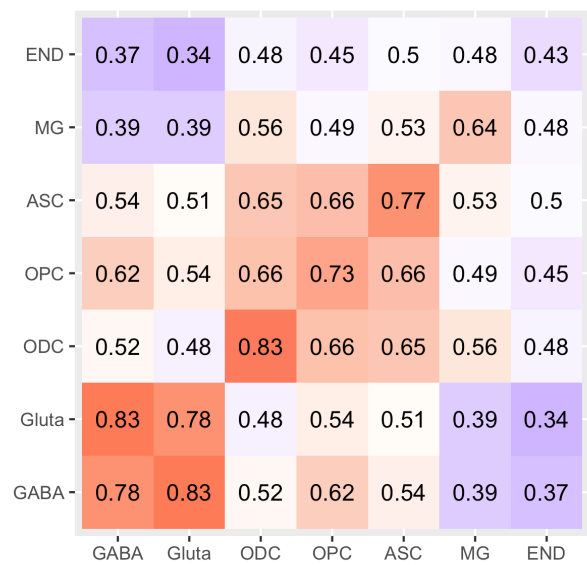 END 0.37 0.34 0.48 0.45 0.5 0.48 0.43
MG 0.39 0.39 0.56 0.49 0.53 0.64 0.48
ASC 0.54 0.51 0.65 0.66 0.77 0.53 0.5
OPC 0.62 0.54 0.66 0.73 0.66 0.49 0.45
ODC 0.52 0.48 0.83 0.66 0.65 0.56 0.48
Gluta 0.83 0.78 0.48 0.54 0.51 0.39 0.34
GABA 0.78 0.83 0.52 0.62 0.54 0.39 0.37
GABA Gluta ODC OPC ASC MG END